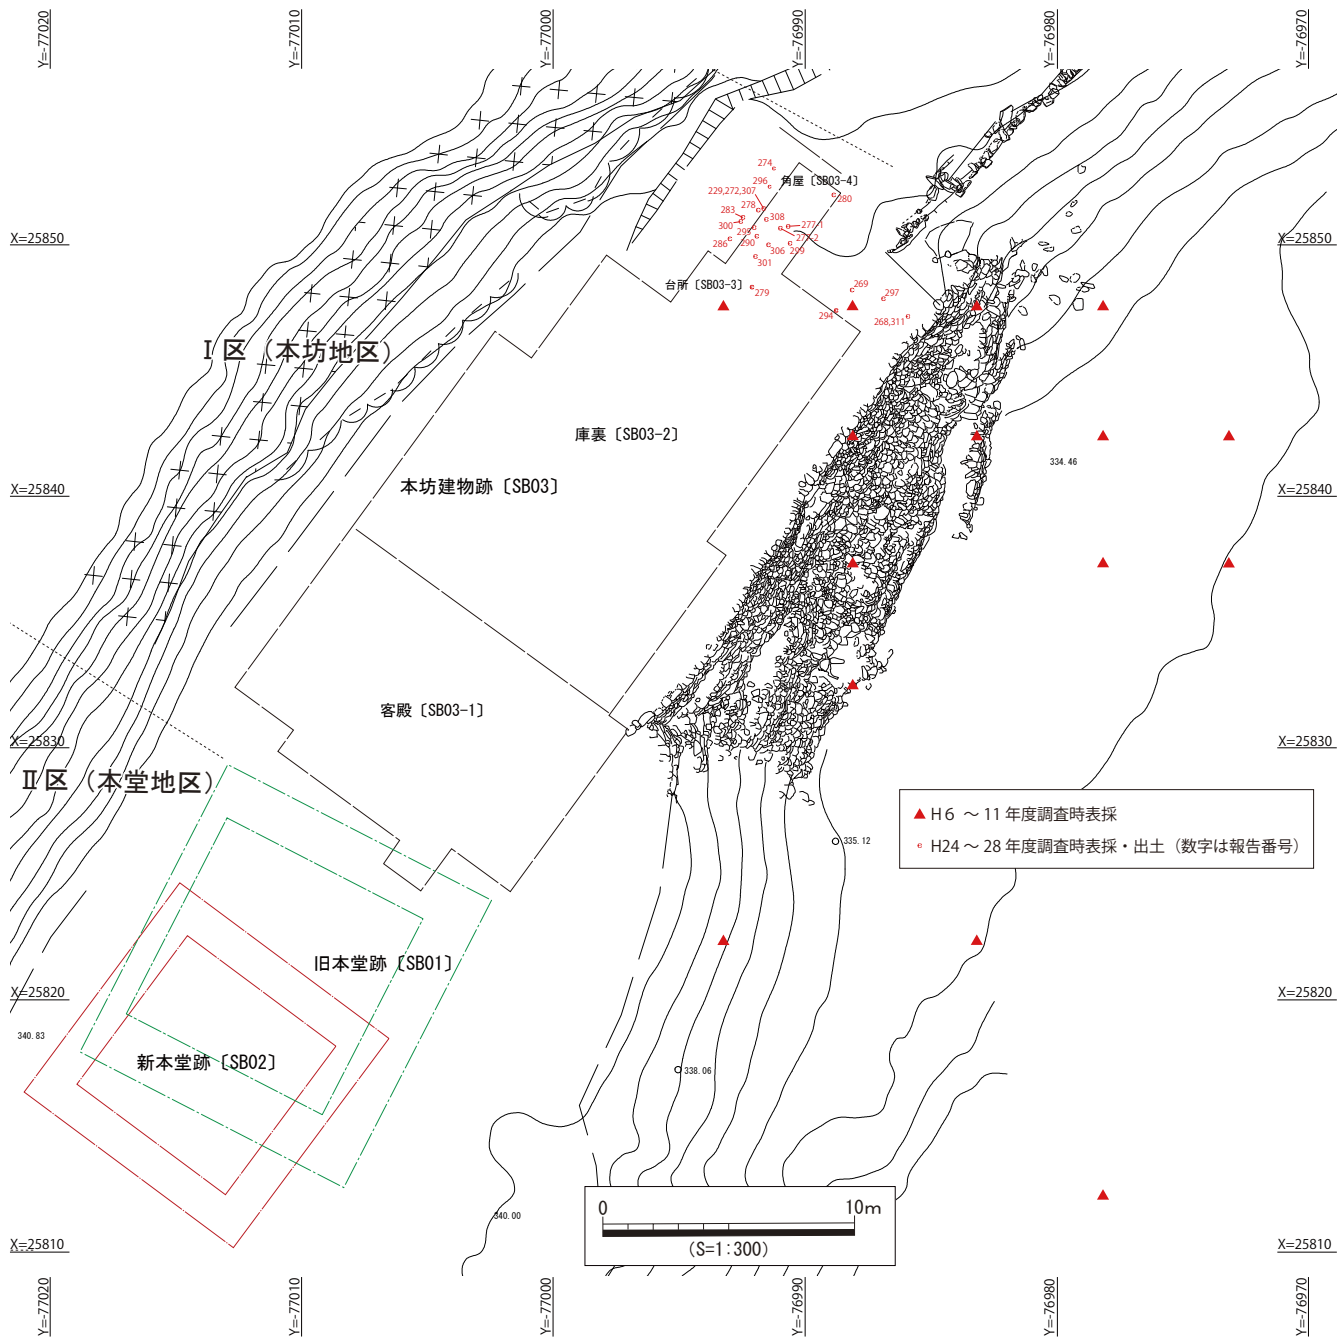 Y=-77020
Y=-77010
Y=-77000
Y=-76990
Y=-76980
Y=-76970
274
296
角屋〔SB03-4〕
229,272,307
280
278
283
308
300
277-1
295
277-2
X=25850
286
290
306
299
X=25850
301
台所〔SB03-3〕
279
269
297
294
268,311
Ⅰ区（本坊地区）
庫裏〔SB03-2〕
334.46
本坊建物跡〔SB03〕
X=25840
X=25840
客殿〔SB03-1〕
X=25830
X=25830
Ⅱ区（本堂地区）
▲ H6 ～ 11 年度調査時表採
335.12
H24 ～ 28 年度調査時表採・出土（数字は報告番号）
旧本堂跡〔SB01〕
X=25820
X=25820
340.83
新本堂跡〔SB02〕
338.06
0 10m
340.00
(S=1:300)
X=25810
X=25810
Y=-77020
Y=-77010
Y=-77000
Y=-76990
Y=-76980
Y=-76970